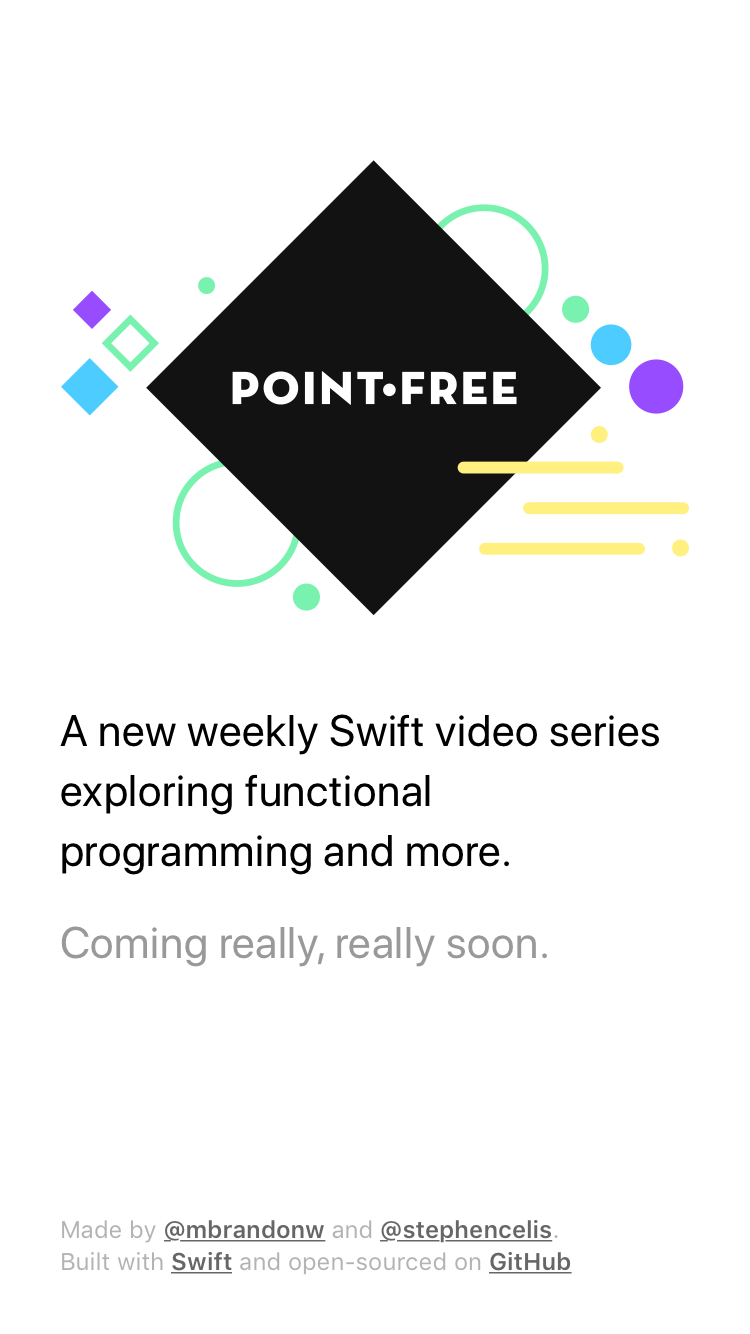 POINT•FREE
A new weekly Swift video series
exploring functional
programming and more.
Coming really, really soon.
Made by @mbrandonw and @stephencelis.
Built with Swift and open-sourced on GitHub